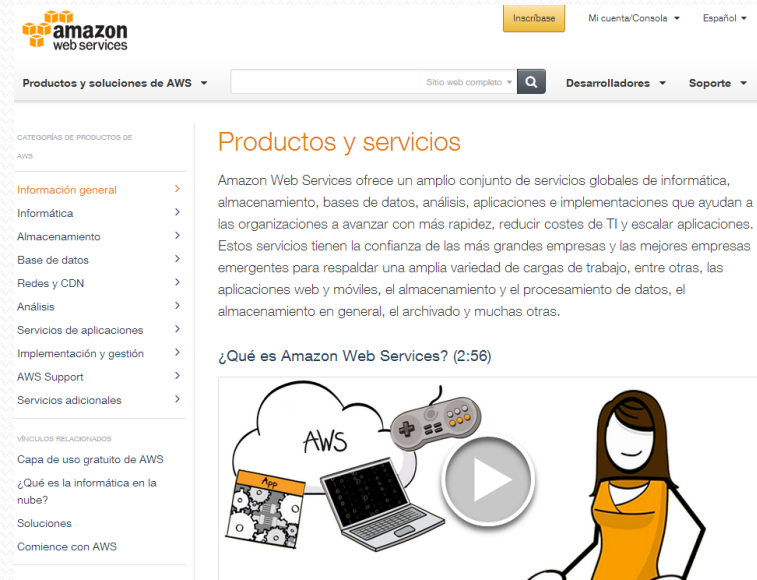 amazon
web services
Inscríbase
Mi cuenta/Consola
Español
Productos y soluciones de AWS
Sitio web completo
Desarrolladores
Soporte
CATEGORÍAS DE PRODUCTOS DE
AWS
Información general
Informática
Almacenamiento
Base de datos
Redes y CDN
Análisis
Servicios de aplicaciones
Implementación y gestión
AWS Support
Servicios adicionales
VÍNCULOS RELACIONADOS
Capa de uso gratuito de AWS
¿Qué es la informática en la
nube?
Soluciones
Comience con AWS
Productos y servicios
Amazon Web Services ofrece un amplio conjunto de servicios globales de informática,
almacenamiento, bases de datos, análisis, aplicaciones e implementaciones que ayudan a
las organizaciones a avanzar con más rapidez, reducir costes de TI y escalar aplicaciones.
Estos servicios tienen la confianza de las más grandes empresas y las mejores empresas
emergentes para respaldar una amplia variedad de cargas de trabajo, entre otras, las
aplicaciones web y móviles, el almacenamiento y el procesamiento de datos, el
almacenamiento en general, el archivado y muchas otras.
¿Qué es Amazon Web Services? (2:56)
AWS
App